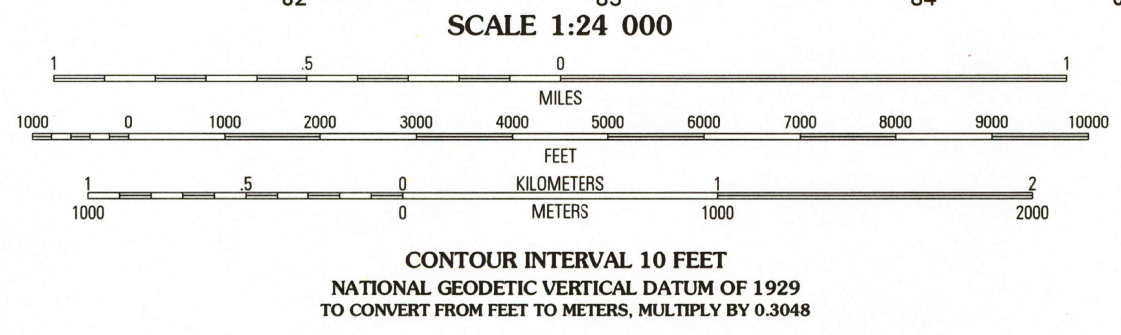 SCALE 1:24 000
1 .5 0 1
MILES
1000 0 1000 2000 3000 4000 5000 6000 7000 8000 9000 10000
FEET
1 .5 0 KILOMETERS 1 2
1000 0 METERS 1000 2000
CONTOUR INTERVAL 10 FEET
NATIONAL GEODETIC VERTICAL DATUM OF 1929
TO CONVERT FROM FEET TO METERS, MULTIPLY BY 0.3048